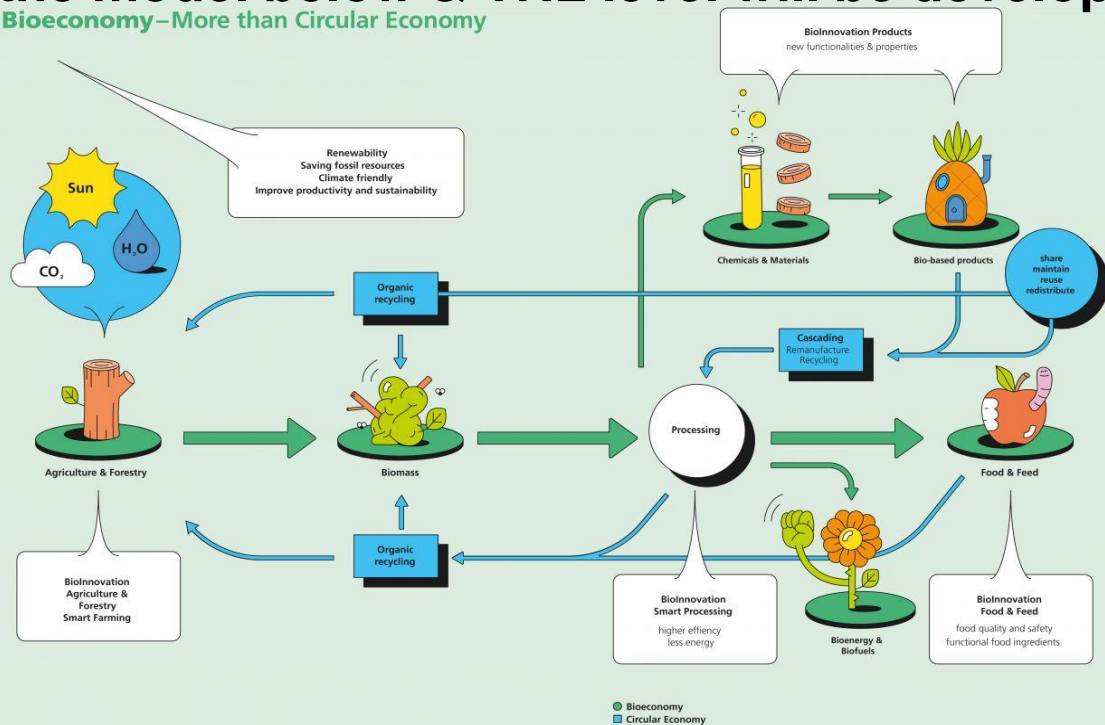 Bioeconomy – More than Circular Economy
BioInnovation Products
new functionalities & properties
Renewability
Saving fossil resources
Climate friendly
Improve productivity and sustainability
Sun
H₂O
CO₂
Chemicals & Materials
Bio-based products
share
maintain
reuse
redistribute
Organic
recycling
Cascading
Remanufacture
Recycling
Processing
Agriculture & Forestry
Biomass
Food & Feed
Organic
recycling
BioInnovation
Agriculture &
Forestry
Smart Farming
BioInnovation
Smart Processing
higher effiency
less energy
Bioenergy &
Biofuels
BioInnovation
Food & Feed
food quality and safety
functional food ingredients
Bioeconomy
Circular Economy